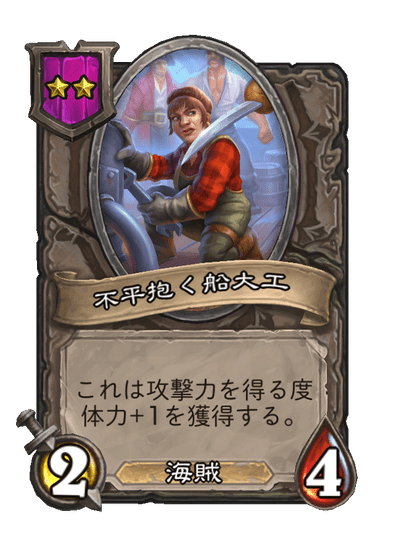 不平抱く船大工
これは攻撃力を得る度
体力+1を獲得する。
2
海賊
4